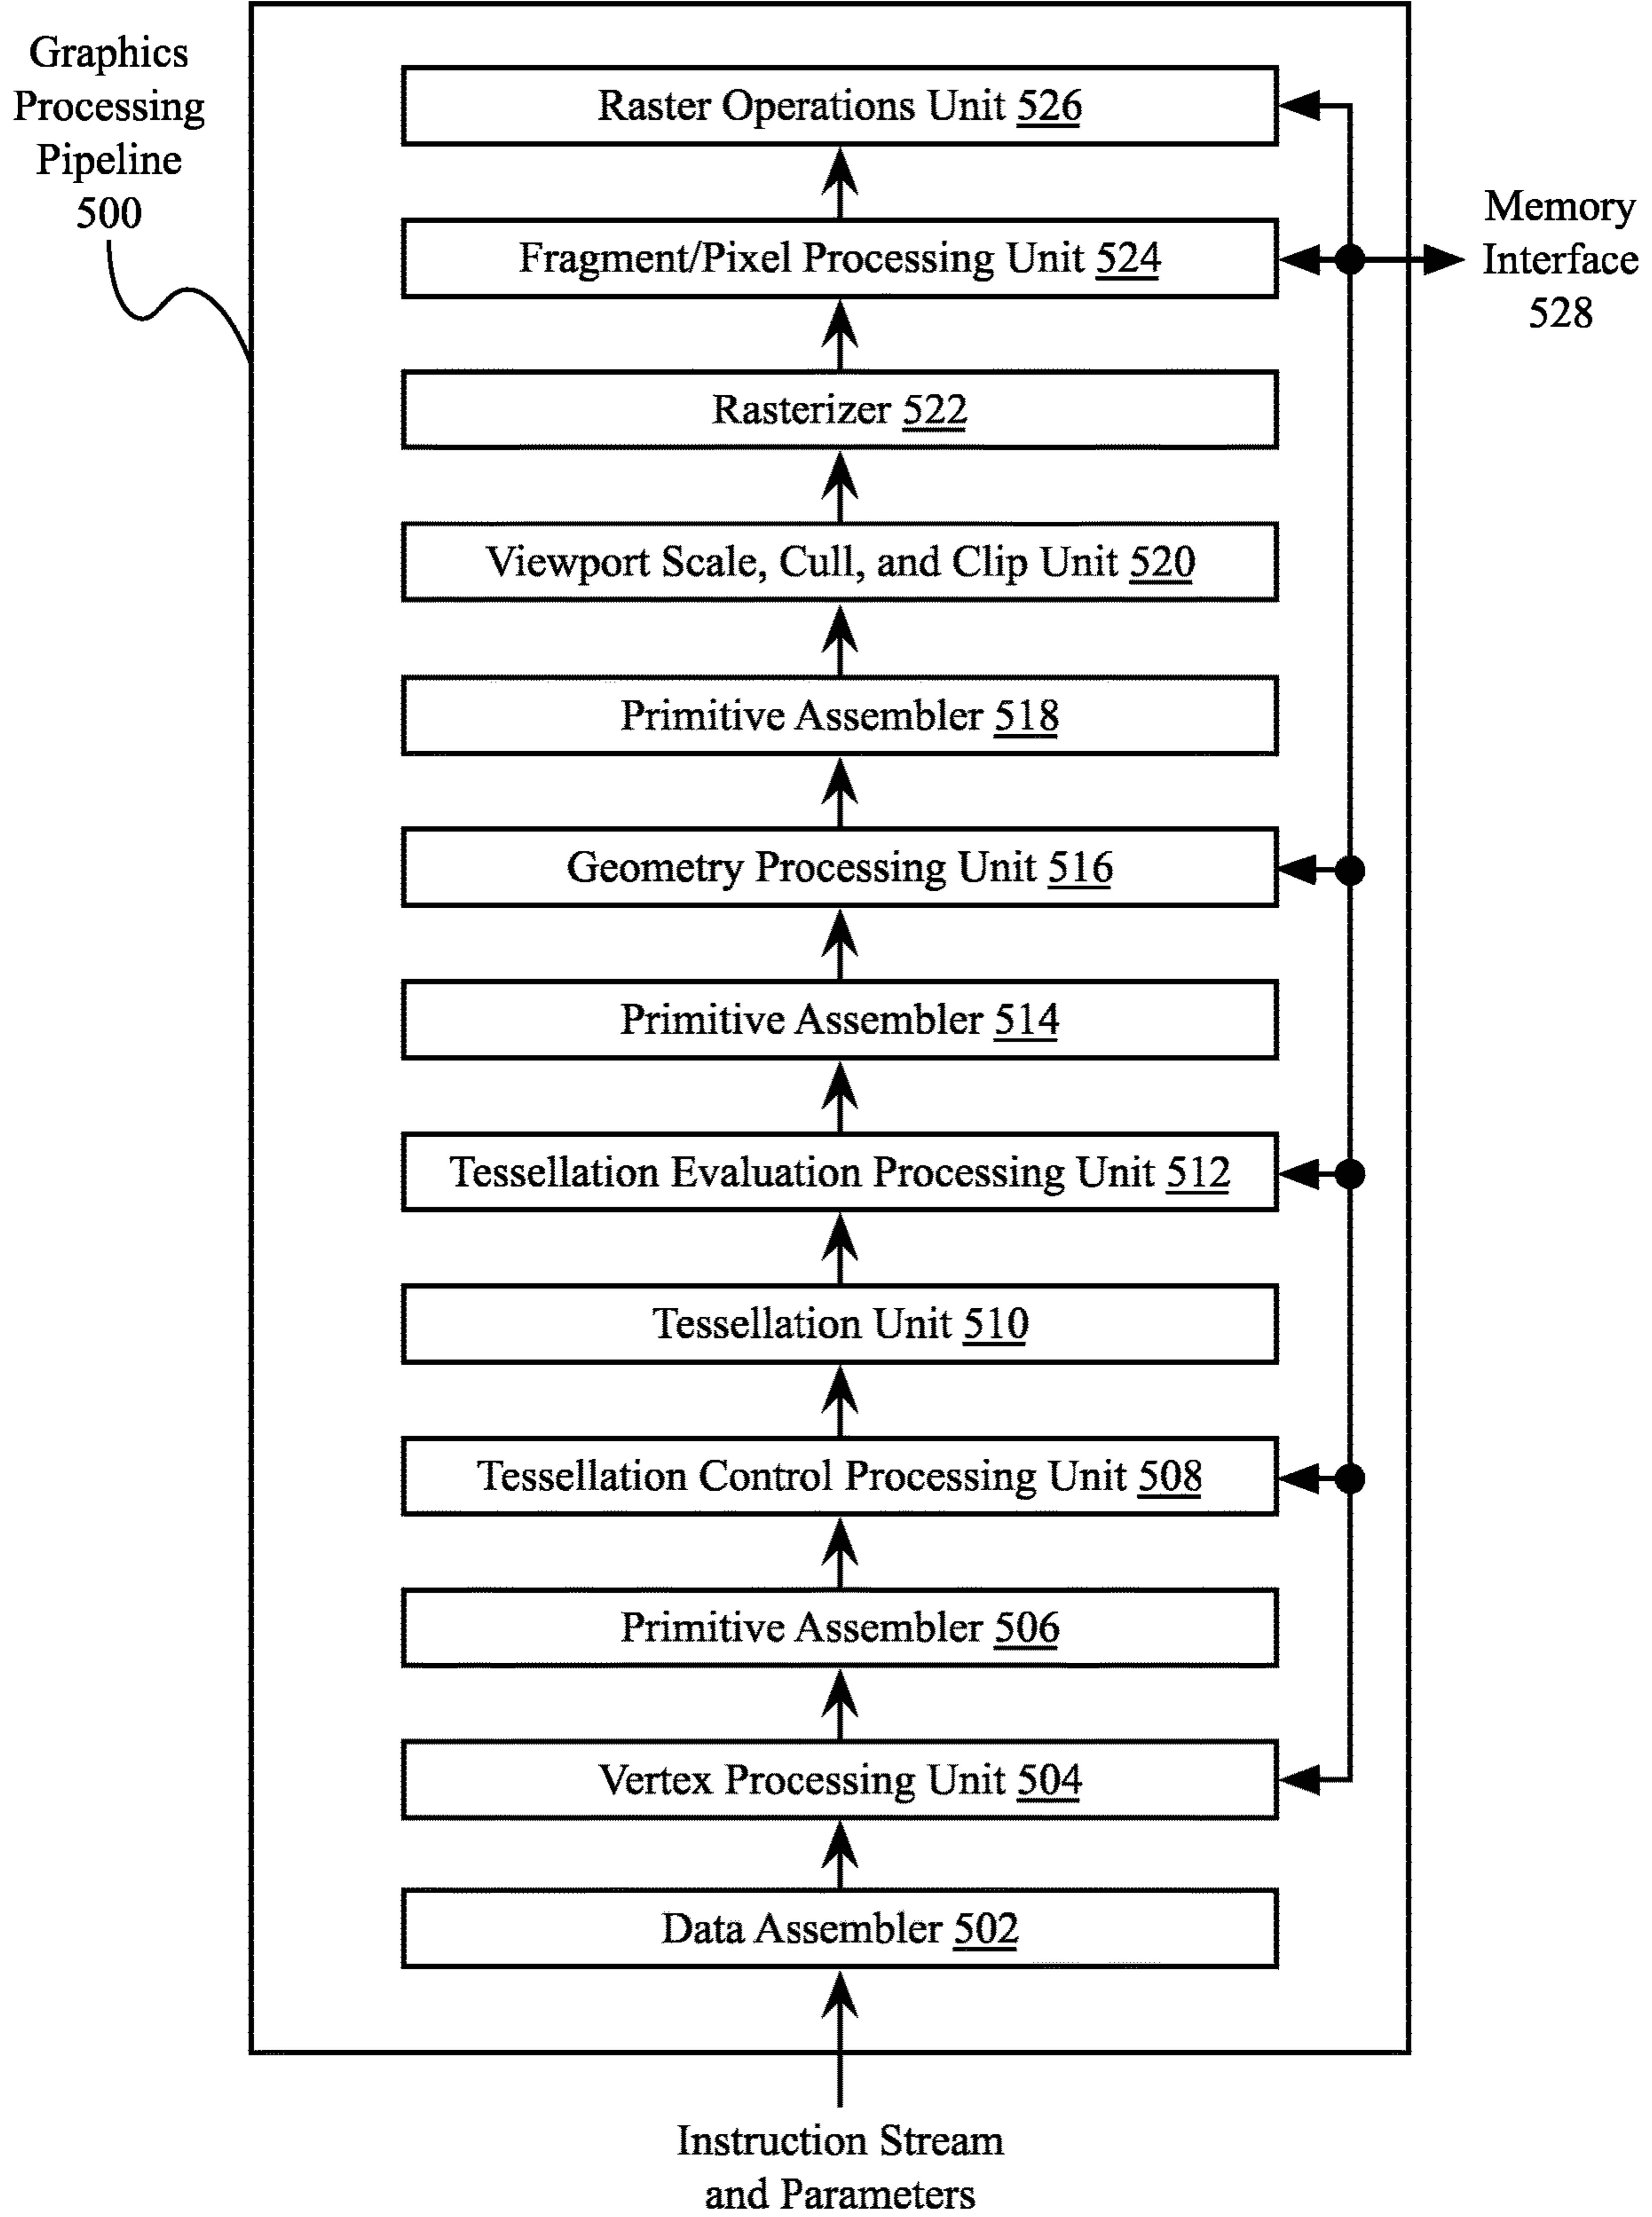 Graphics
Processing
Pipeline
500
Raster Operations Unit 526
Fragment/Pixel Processing Unit 524
Memory
Interface
528
Rasterizer 522
Viewport Scale, Cull, and Clip Unit 520
Primitive Assembler 518
Geometry Processing Unit 516
Primitive Assembler 514
Tessellation Evaluation Processing Unit 512
Tessellation Unit 510
Tessellation Control Processing Unit 508
Primitive Assembler 506
Vertex Processing Unit 504
Data Assembler 502
Instruction Stream
and Parameters